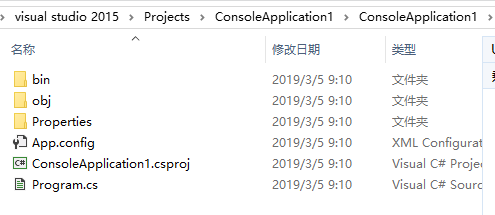 visual studio 2015 > Projects > ConsoleApplication1 > ConsoleApplication1 >
名称 修改日期 类型
bin 2019/3/5 9:10 文件夹
obj 2019/3/5 9:10 文件夹
Properties 2019/3/5 9:10 文件夹
App.config 2019/3/5 9:10 XML Configurat
ConsoleApplication1.csproj 2019/3/5 9:10 Visual C# Projec
Program.cs 2019/3/5 9:10 Visual C# Sourc